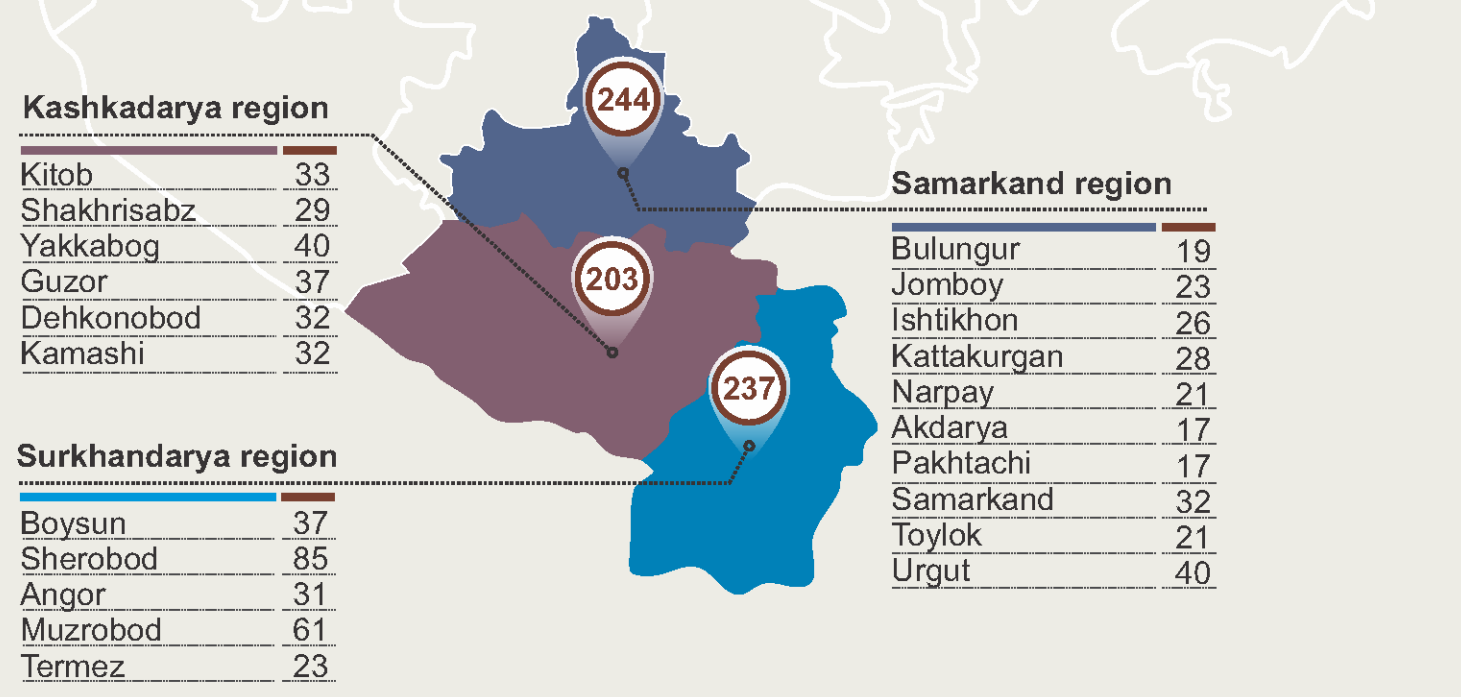 Kashkadarya region
Kitob 33
Shakhrisabz 29
Yakkabog 40
Guzor 37
Dehkonobod 32
Kamashi 32
Surkhandarya region
Boysun 37
Sherobod 85
Angor 31
Muzrobod 61
Termez 23
244
203
237
Samarkand region
Bulungur 19
Jomboy 23
Ishtikhon 26
Kattakurgan 28
Narpay 21
Akdarya 17
Pakhtachi 17
Samarkand 32
Toylok 21
Urgut 40